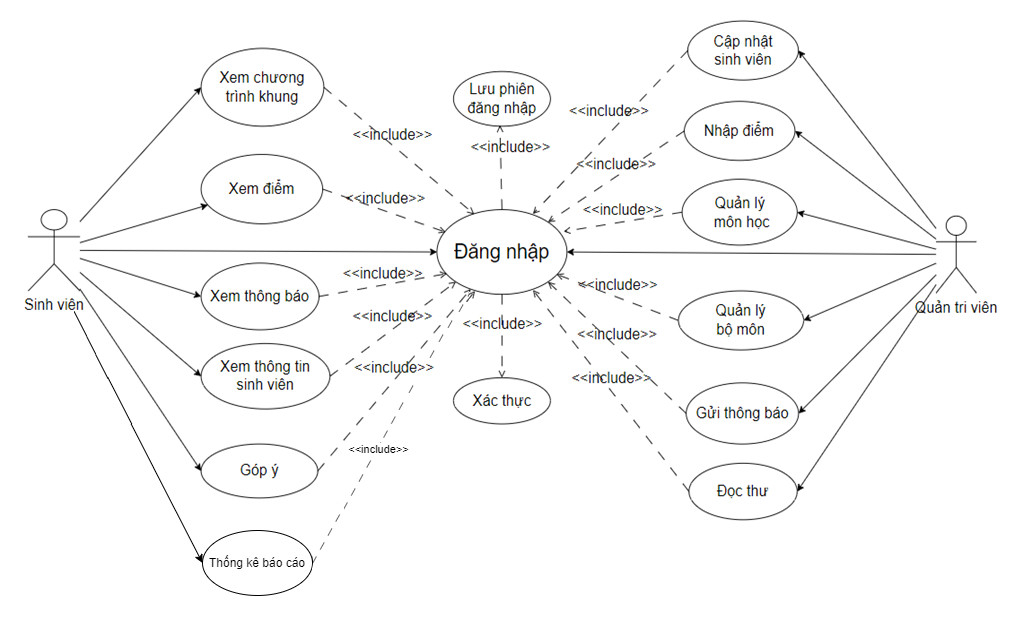 Cập nhật
sinh viên
Xem chương
trình khung
Lưu phiên
đăng nhập
<<include>>
<<include>>
Nhập điểm
<<include>>
<<include>>
Xem điểm
<<include>>
<<include>>
Quản lý
môn học
Đăng nhập
Sinh viên
Quản tri viên
Xem thông báo
<<include>>
<<include>>
<<include>>
<<include>>
<<include>>
Quản lý
bộ môn
Xem thông tin
sinh viên
<<include>>
<<include>>
Xác thực
Gửi thông báo
<<include>>
Góp ý
Đọc thư
Thống kê báo cáo